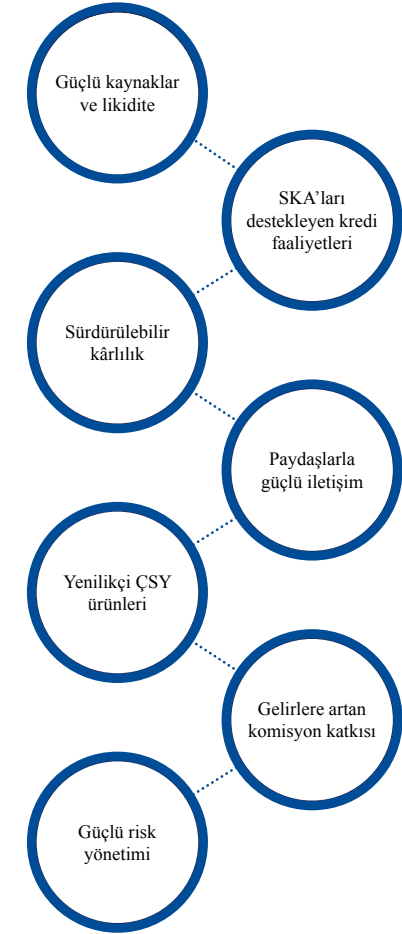 Güçlü kaynaklar
ve likidite
SKA’ları
destekleyen kredi
faaliyetleri
Sürdürülebilir
kârlılık
Paydaşlarla
güçlü iletişim
Yenilikçi ÇSY
ürünleri
Gelirlere artan
komisyon katkısı
Güçlü risk
yönetimi